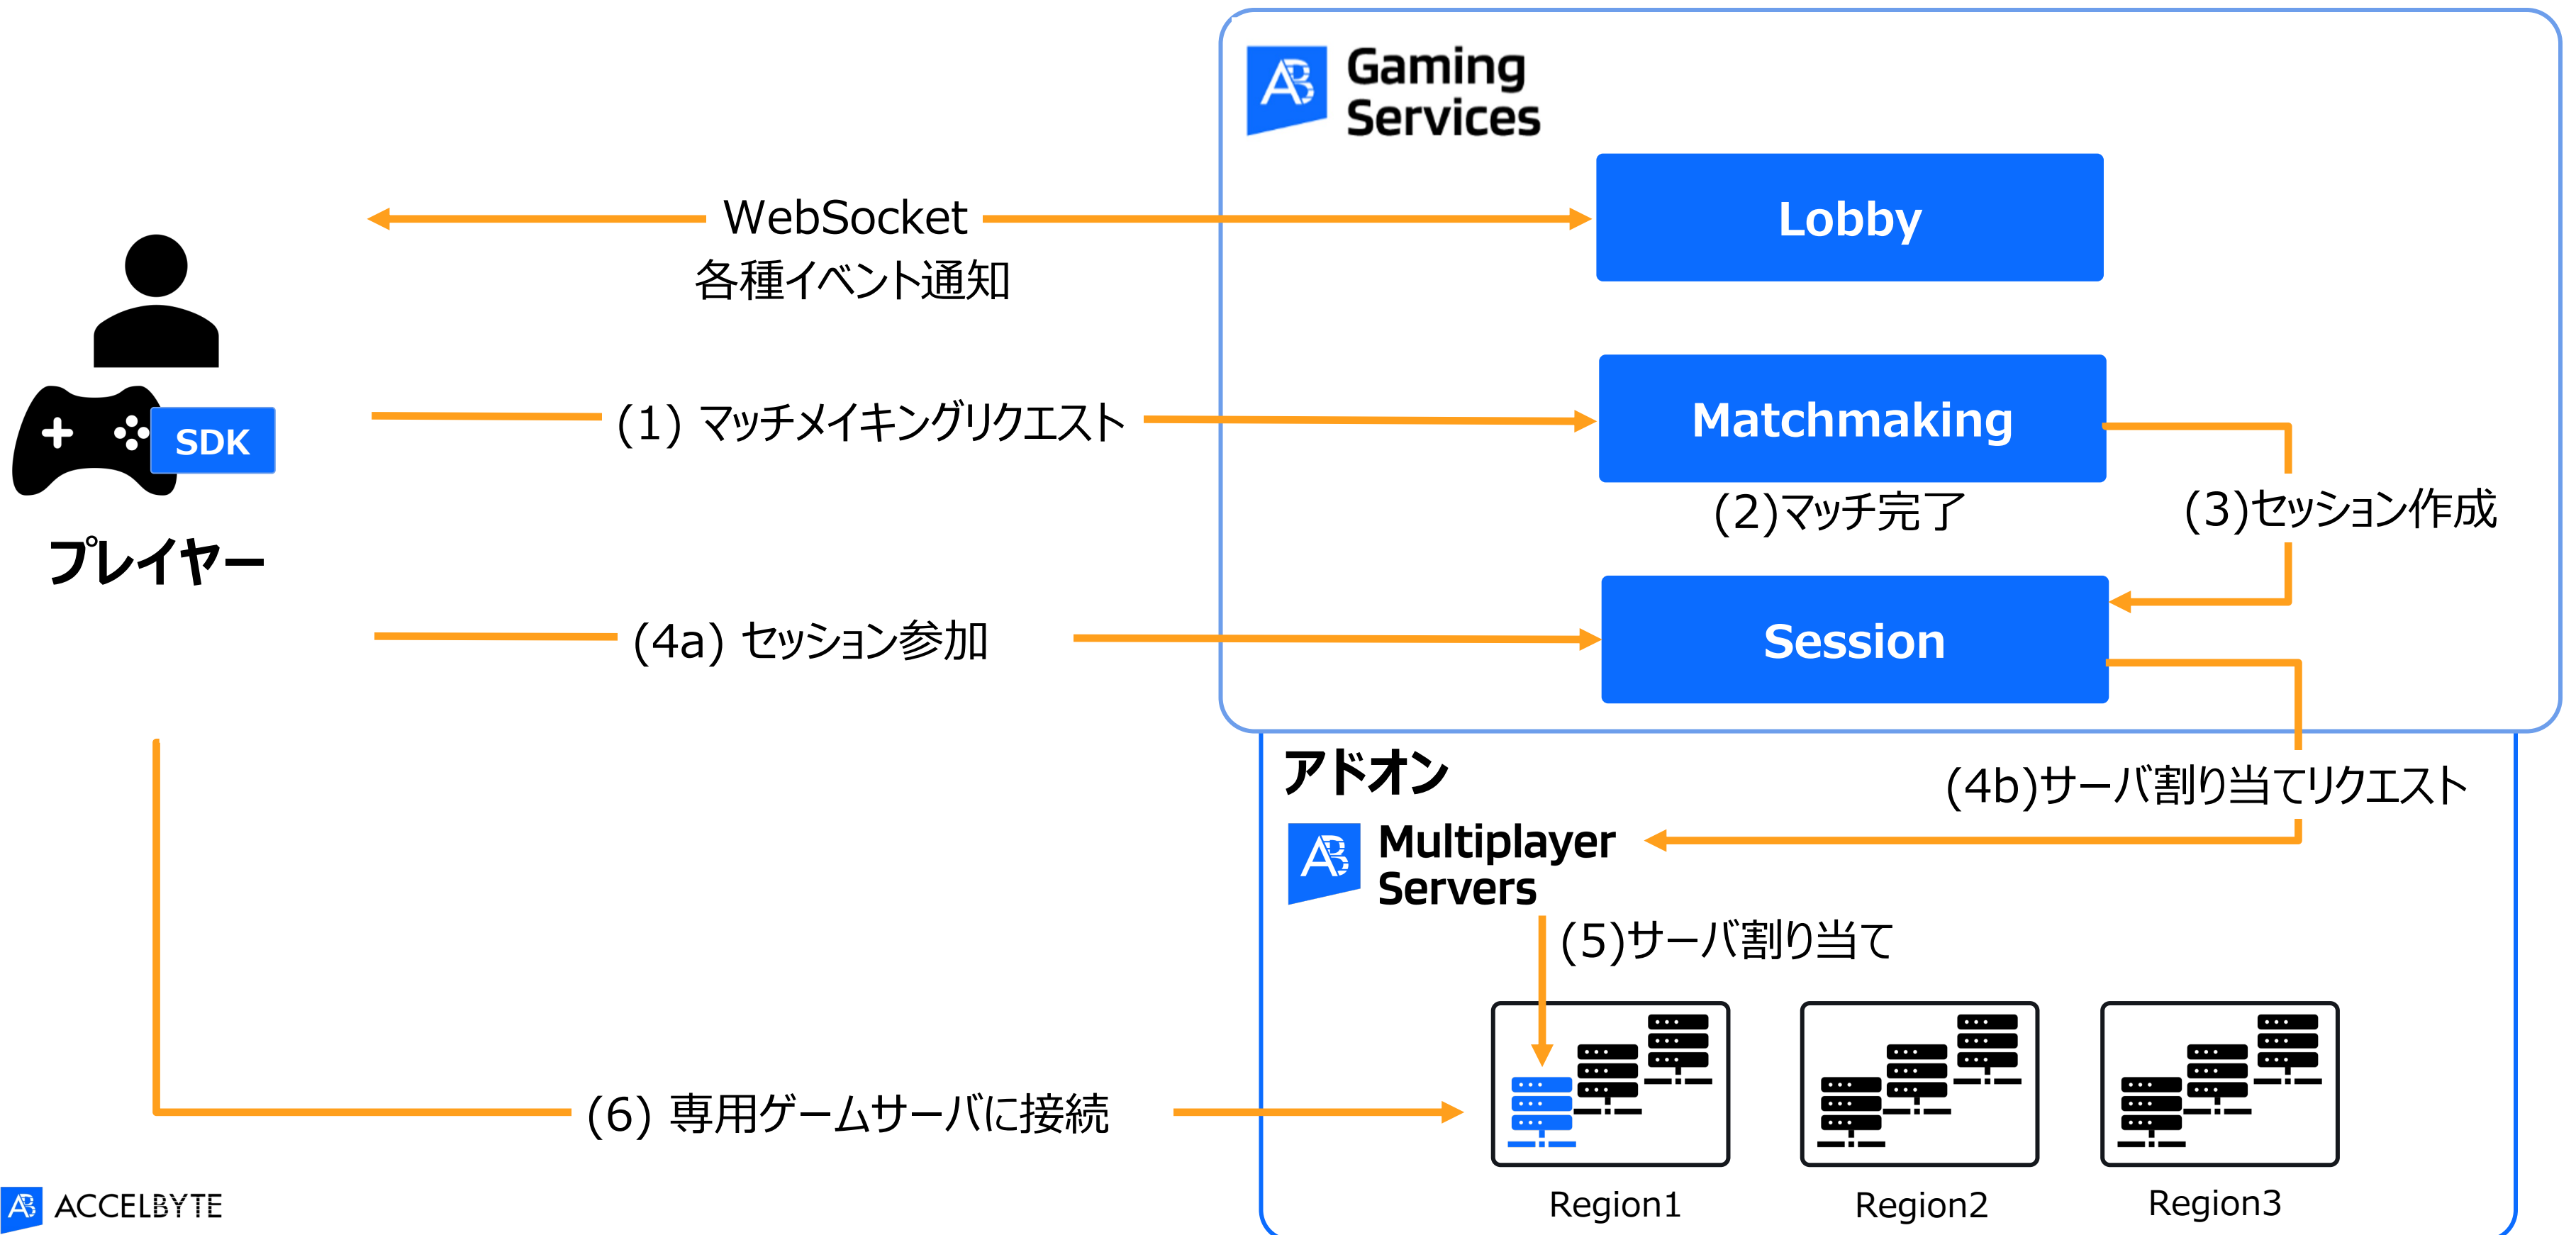 AB Gaming
Services
Lobby
WebSocket
各種イベント通知
(1) マッチメイキングリクエスト
Matchmaking
SDK
(2)マッチ完了
(3)セッション作成
プレイヤー
(4a) セッション参加
Session
アドオン
(4b)サーバ割り当てリクエスト
AB Multiplayer
Servers
(5)サーバ割り当て
(6) 専用ゲームサーバに接続
Region1
Region2
Region3
AB ACCELBYTE